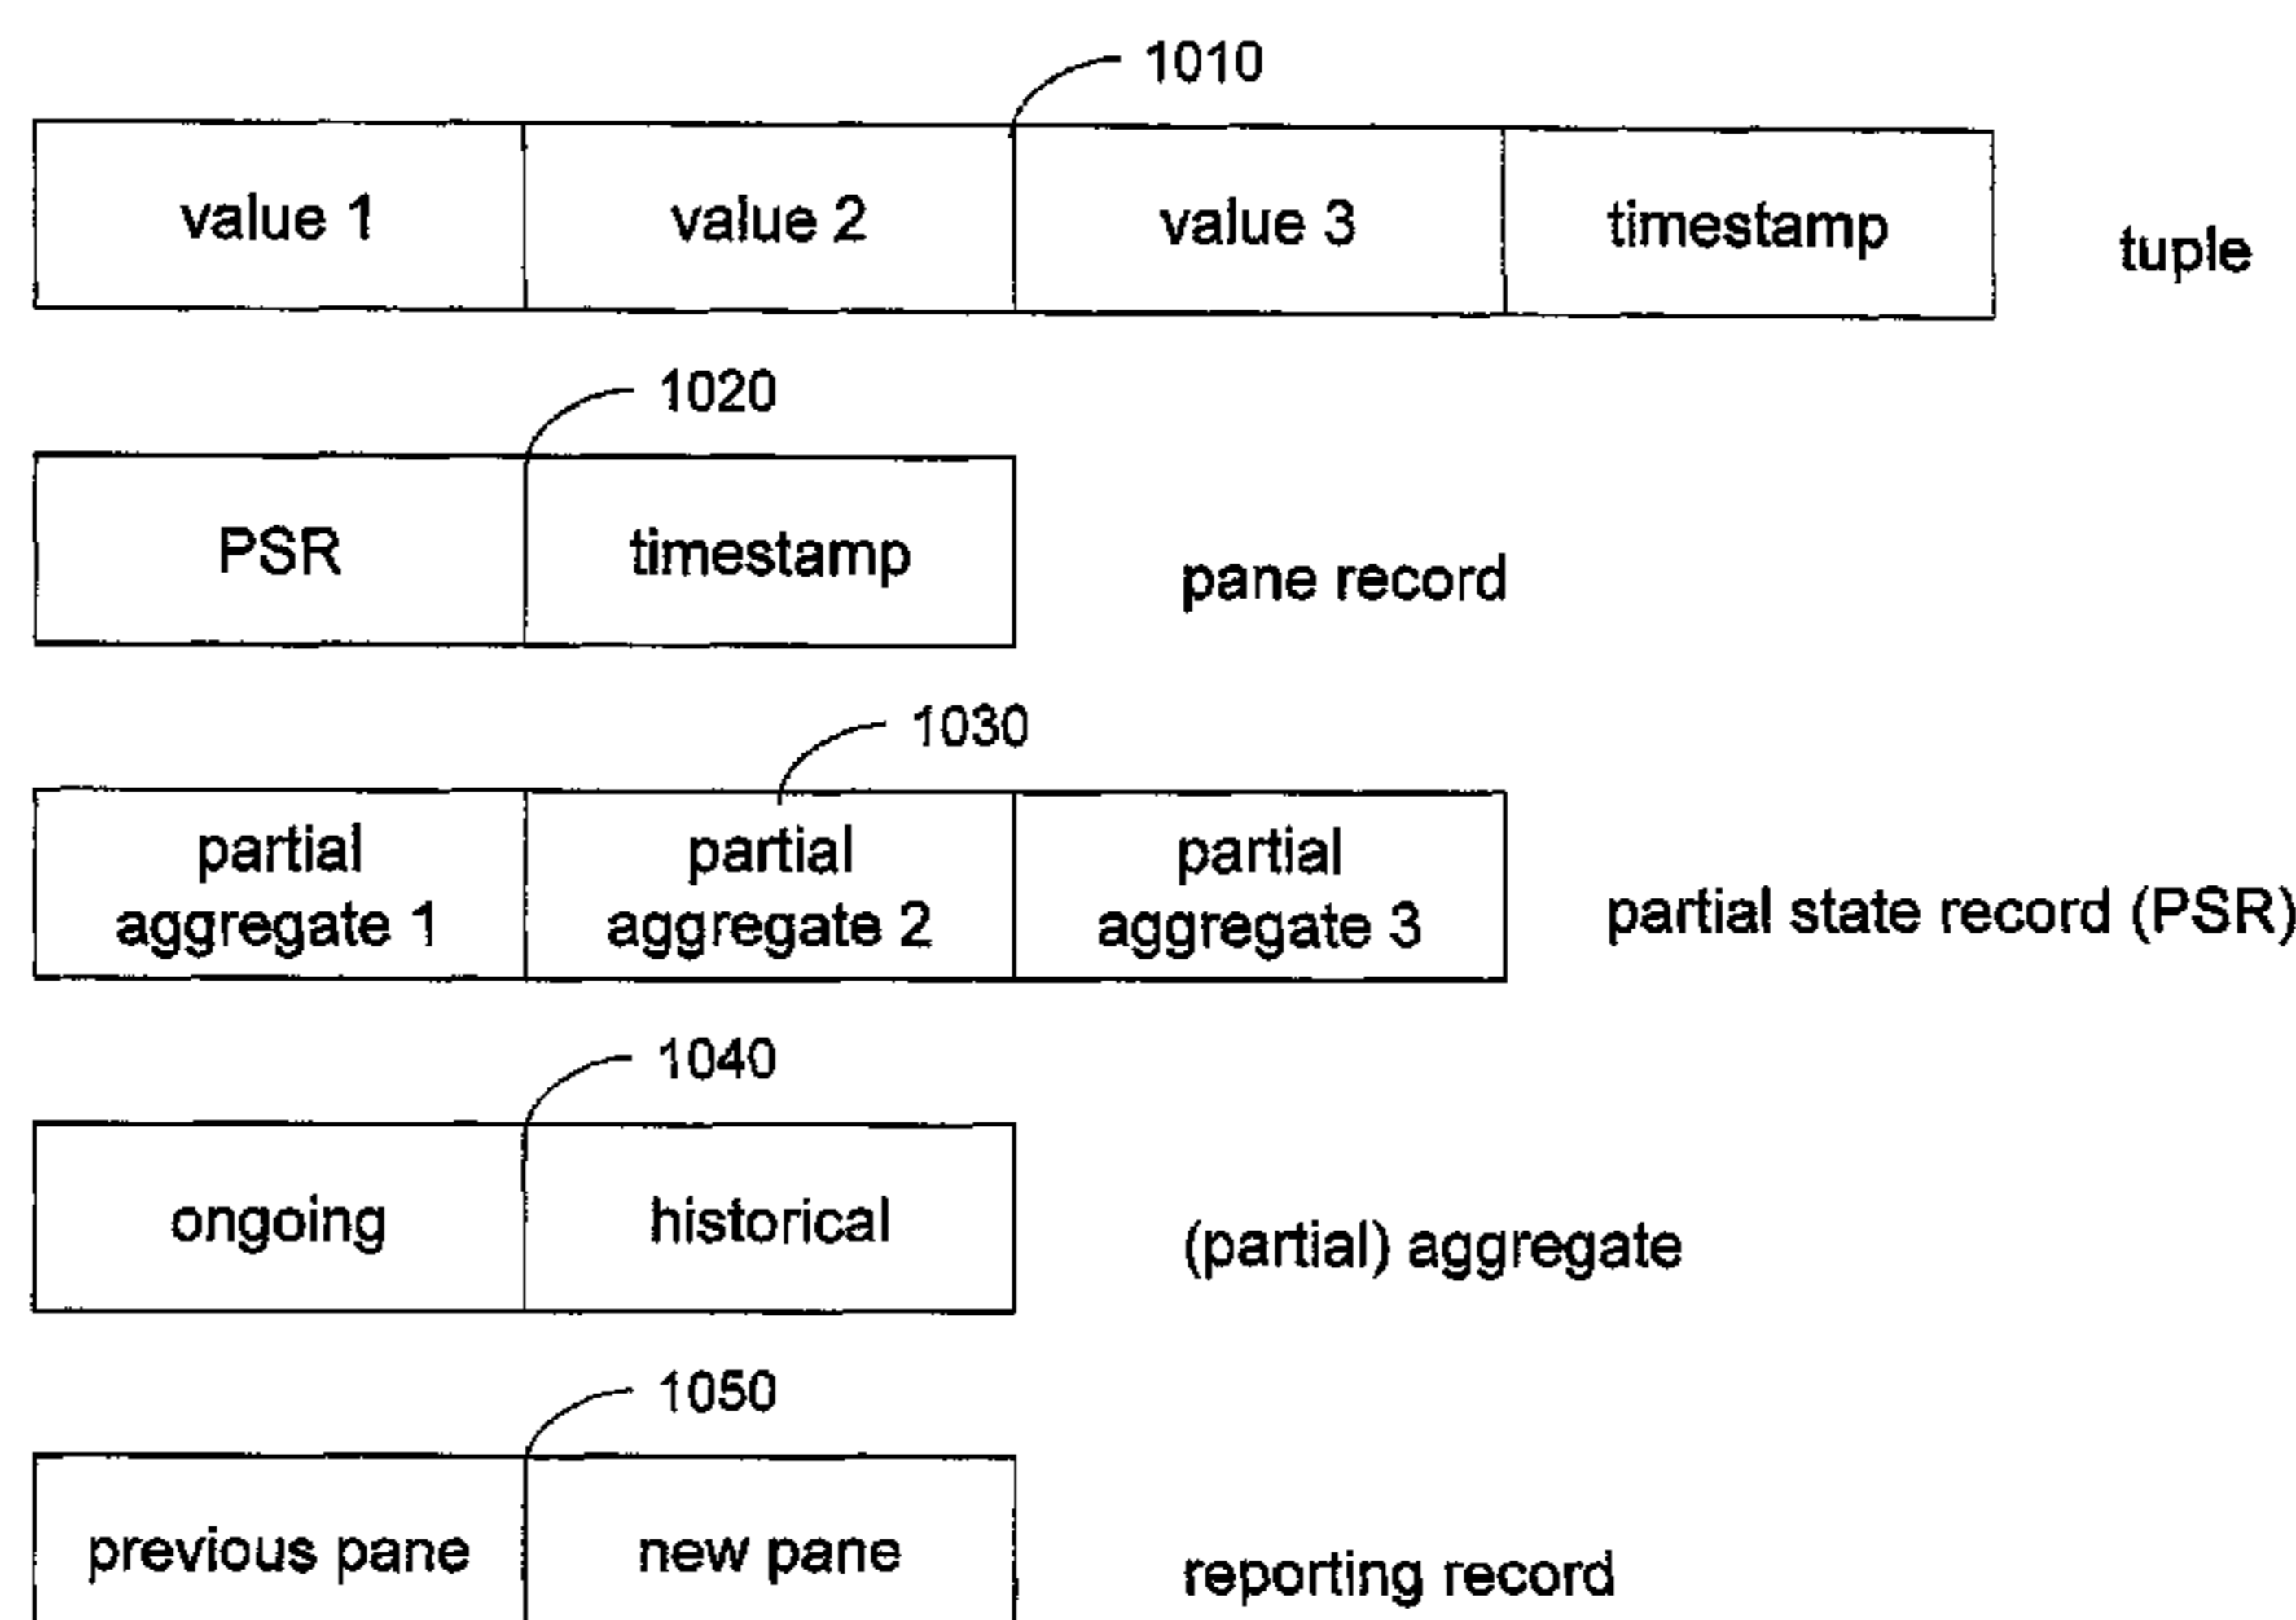 1010
value 1 value 2 value 3 timestamp tuple
1020
PSR timestamp pane record
1030
partial partial partial
aggregate 1 aggregate 2 aggregate 3 partial state record (PSR)
1040
ongoing historical (partial) aggregate
1050
previous pane new pane reporting record